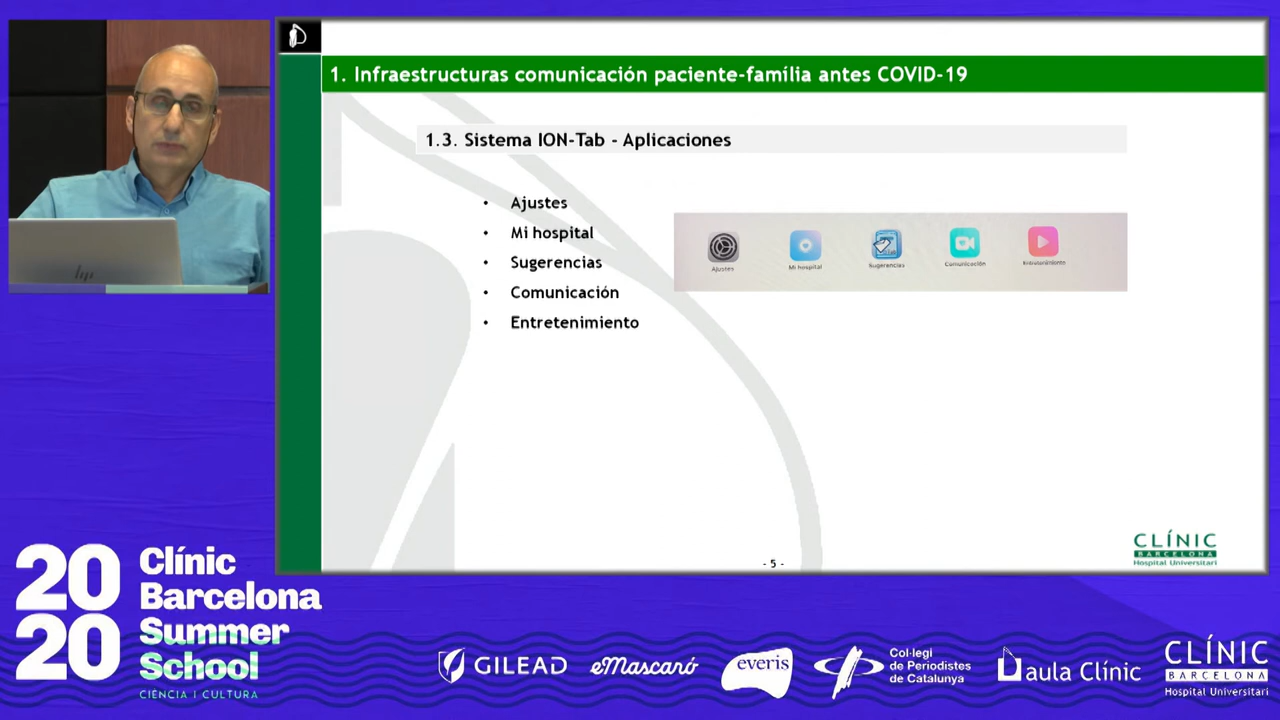 1. Infraestructuras comunicación paciente-família antes COVID-19
1.3. Sistema ION-Tab - Aplicaciones
• Ajustes
• Mi hospital
• Sugerencias
• Comunicación
• Entretenimiento
Ajustes
Mi hospital
Sugerencias
Comunicación
Entretenimiento
CLÍNIC
BARCELONA
Hospital Universitari
- 5 -
hp
20
20
Clínic
Barcelona
Summer
School
CIÈNCIA I CULTURA
GILEAD
eMascaró
everis
Col·legi
de Periodistes
de Catalunya
aula Clínic
CLÍNIC
BARCELONA
Hospital Universitari